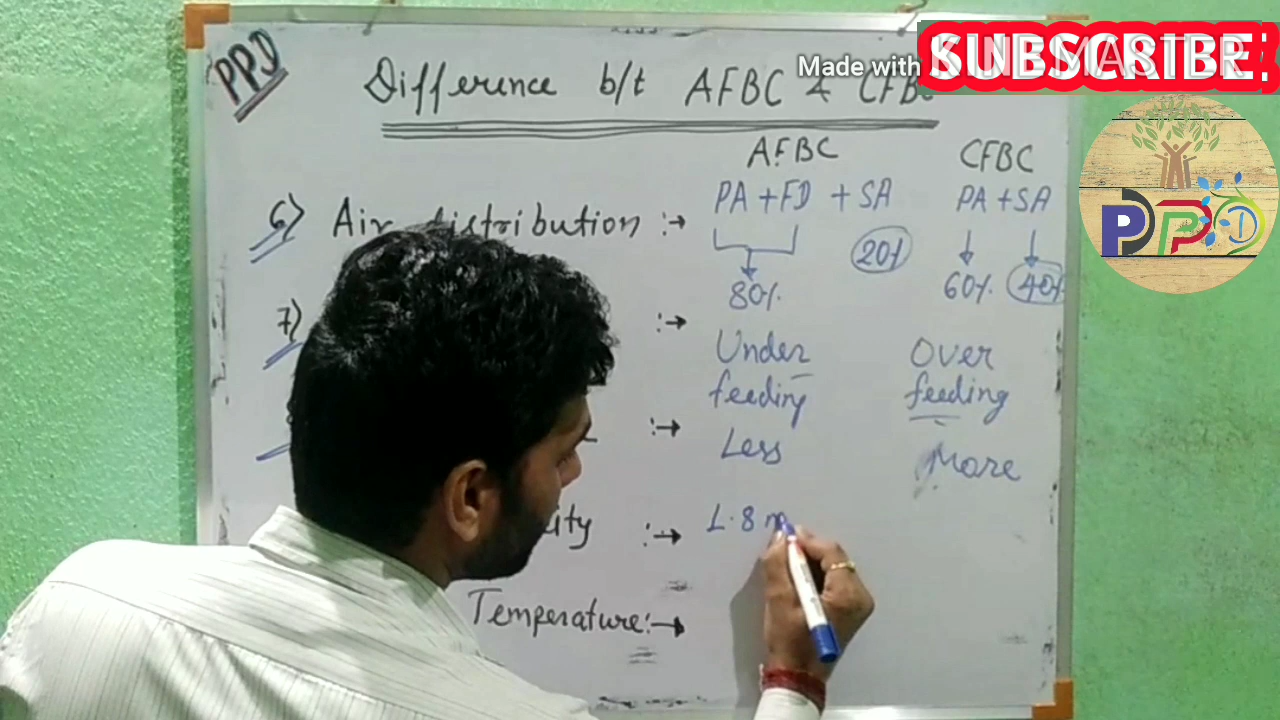 PPD
Difference b/t AFBC & CFBC
Made with KINEMASTER
SUBSCRIBE
AFBC CFBC
6) Air distribution :→ PA + FD + SA PA + SA
20% 
80% 60% 40%
7) :→ Under feeding Over feeding
:→ Less More
:→ 1.8 m
Temperature :→
PPD